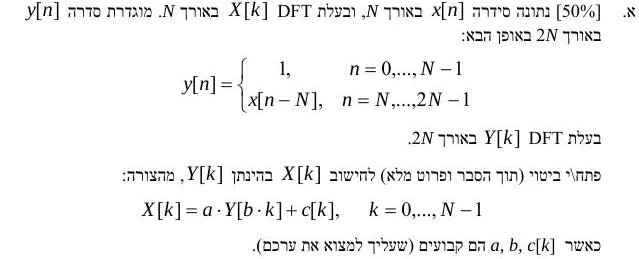 א. [50%] נתונה סידרה x[n] באורך N, ובעלת DFT X[k] באורך N. מוגדרת סדרה y[n]
באורך 2N באופן הבא:
y[n] = { 1, n = 0,..., N −1
x[n − N], n = N,...,2N −1
בעלת DFT Y[k] באורך 2N.
פתח/י ביטוי (תוך הסבר ופרוט מלא) לחישוב X[k] בהינתן Y[k], מהצורה:
X[k] = a · Y[b · k] + c[k], k = 0,..., N −1
כאשר a, b, c[k] הם קבועים (שעליך למצוא את ערכם).